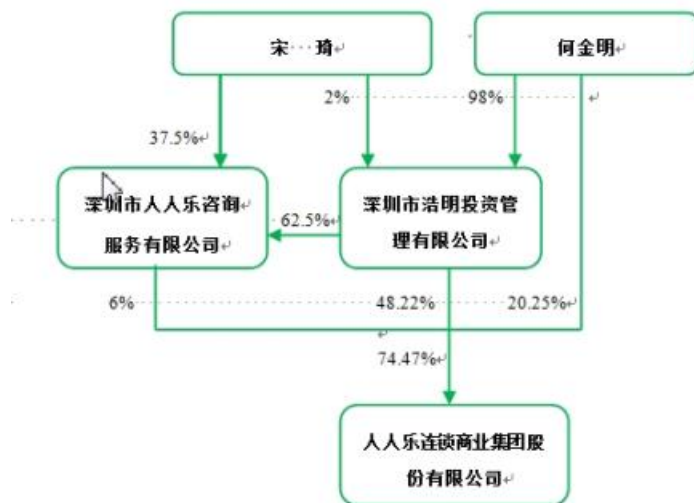 宋···琦
何金明
2%
98%
37.5%
深圳市人人乐咨询
服务有限公司
62.5%
深圳市浩明投资管
理有限公司
6%
48.22%
20.25%
74.47%
人人乐连锁商业集团股
份有限公司